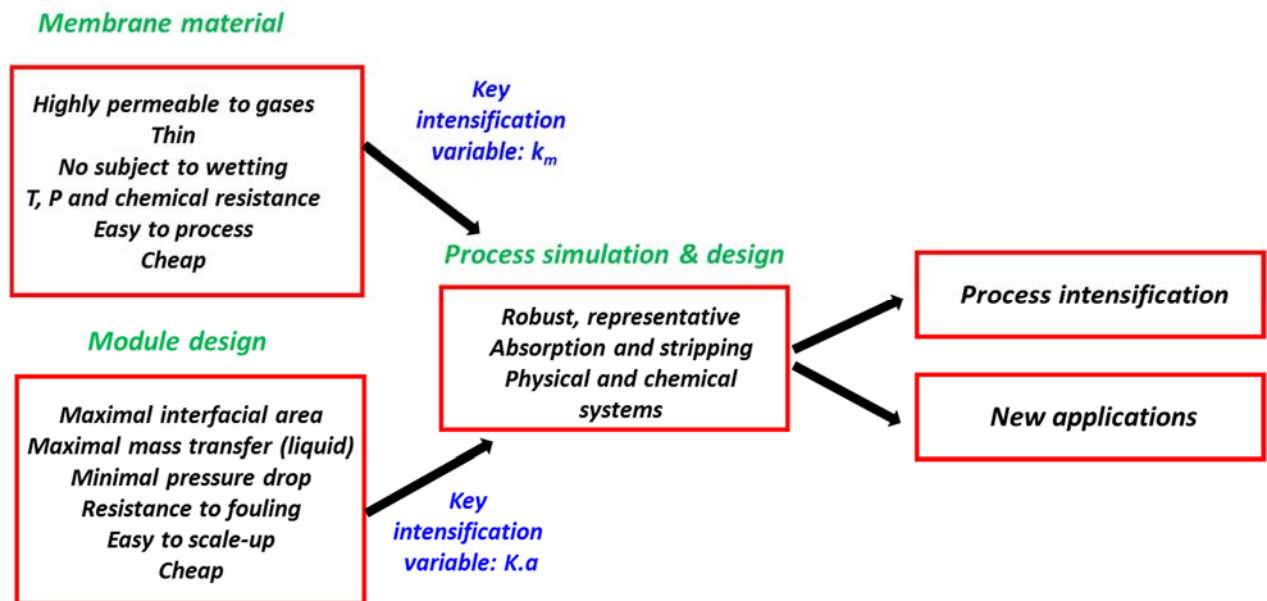 Membrane material
Highly permeable to gases
Thin
No subject to wetting
T, P and chemical resistance
Easy to process
Cheap
Key
intensification
variable: km
Module design
Maximal interfacial area
Maximal mass transfer (liquid)
Minimal pressure drop
Resistance to fouling
Easy to scale-up
Cheap
Key
intensification
variable: K.a
Process simulation & design
Robust, representative
Absorption and stripping
Physical and chemical
systems
Process intensification
New applications